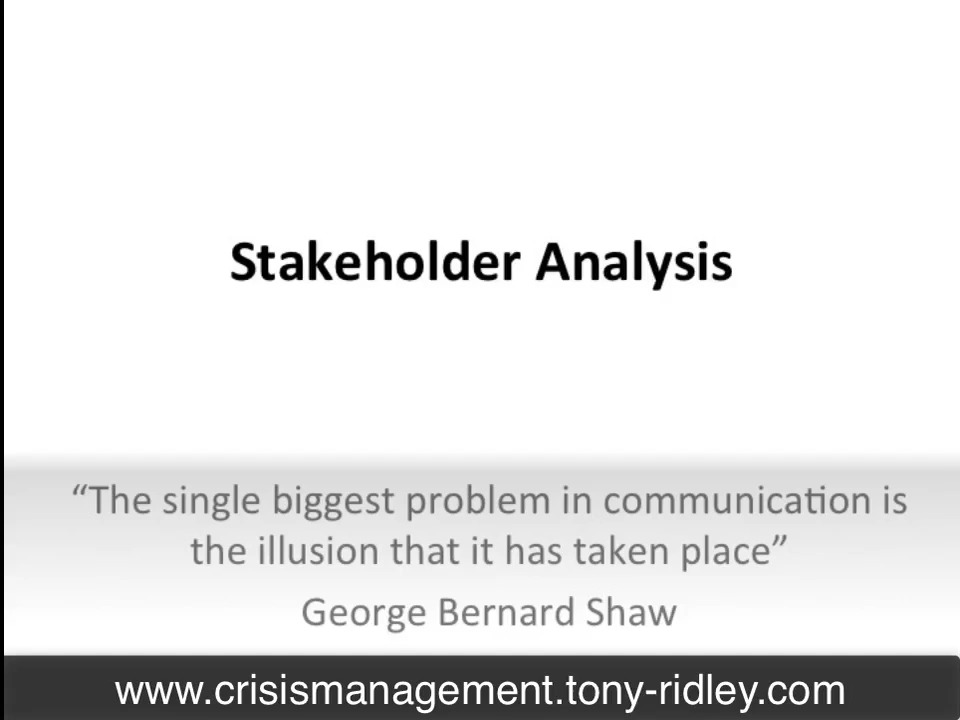 Stakeholder Analysis
“The single biggest problem in communication is
the illusion that it has taken place”
George Bernard Shaw
www.crisismanagement.tony-ridley.com